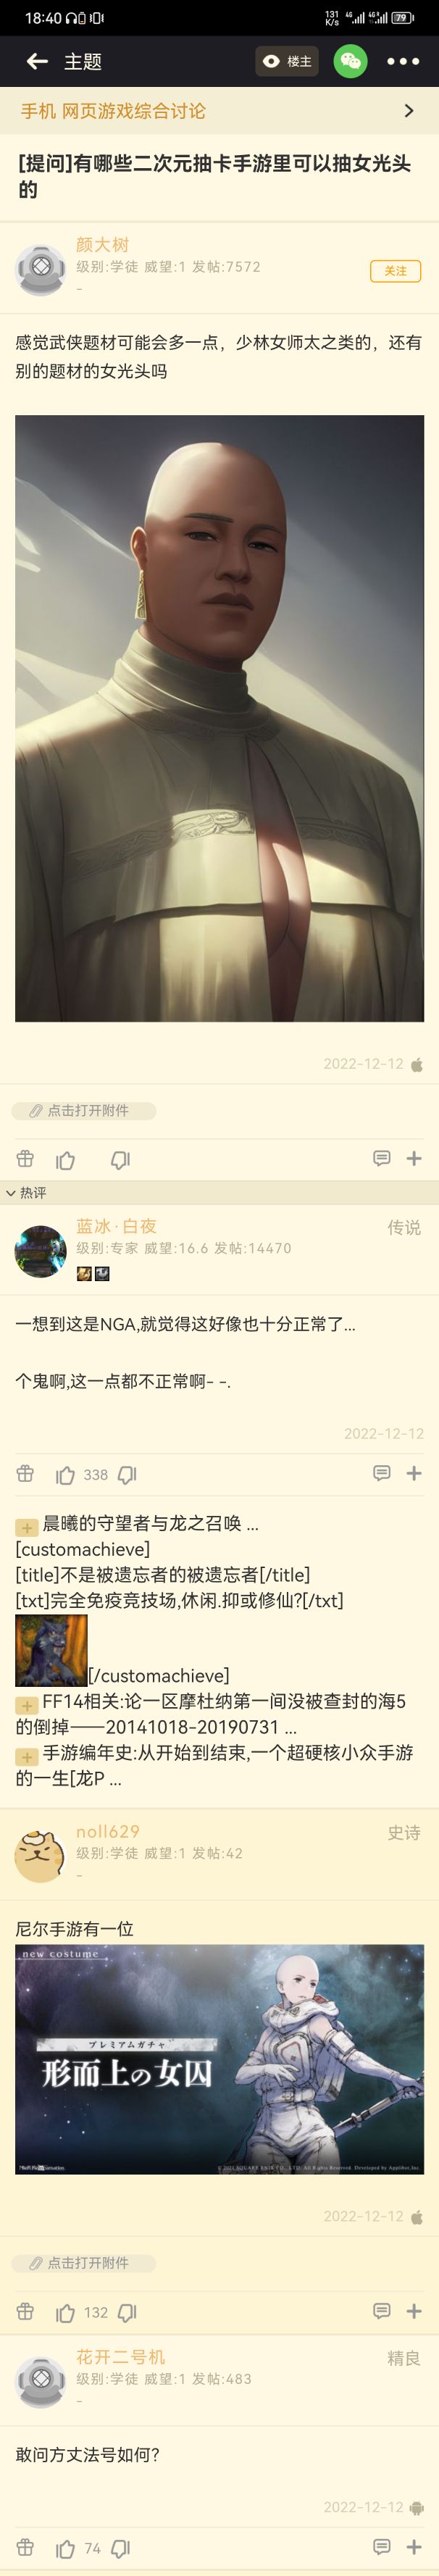 18:40
131 K/s 4G 4G 79
主题
楼主
手机 网页游戏综合讨论
[提问]有哪些二次元抽卡手游里可以抽女光头
的
颜大树
级别:学徒 威望:1 发帖:7572
关注
-
感觉武侠题材可能会多一点，少林女师太之类的，还有
别的题材的女光头吗
2022-12-12
点击打开附件
热评
蓝冰·白夜
传说
级别:专家 威望:16.6 发帖:14470
一想到这是NGA,就觉得这好像也十分正常了...
个鬼啊,这一点都不正常啊- -.
2022-12-12
338
晨曦的守望者与龙之召唤 ...
[customachieve]
[title]不是被遗忘者的被遗忘者[/title]
[txt]完全免疫竞技场,休闲.抑或修仙?[/txt]
[/customachieve]
FF14相关:论一区摩杜纳第一间没被查封的海5
的倒掉——20141018-20190731 ...
手游编年史:从开始到结束,一个超硬核小众手游
的一生[龙P ...
noll629
史诗
级别:学徒 威望:1 发帖:42
-
尼尔手游有一位
new costume
プレミアムガチャ
形而上の女囚
2022-12-12
点击打开附件
132
花开二号机
精良
级别:学徒 威望:1 发帖:483
-
敢问方丈法号如何?
2022-12-12
74